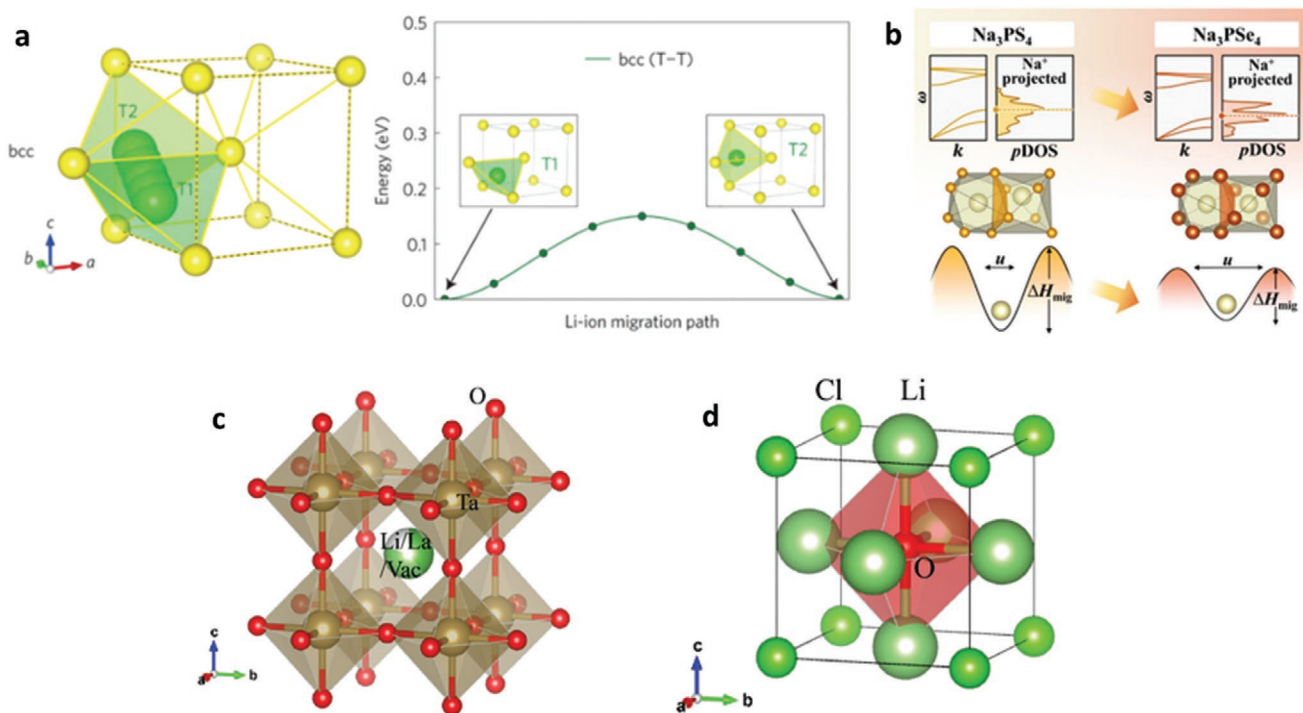 a
T2
T1
bcc
c
b
a
0.5
0.4
0.3
0.2
0.1
0.0
Energy (eV)
bcc (T–T)
T1
T2
Li-ion migration path
b
Na₃PS₄
Na₃PSe₄
Na⁺
projected
Na⁺
projected
ω
ω
k
pDOS
k
pDOS
u
ΔHmig
u
ΔHmig
c
O
Ta
Li/La
/Vac
c
a
b
d
Cl
Li
O
c
a
b